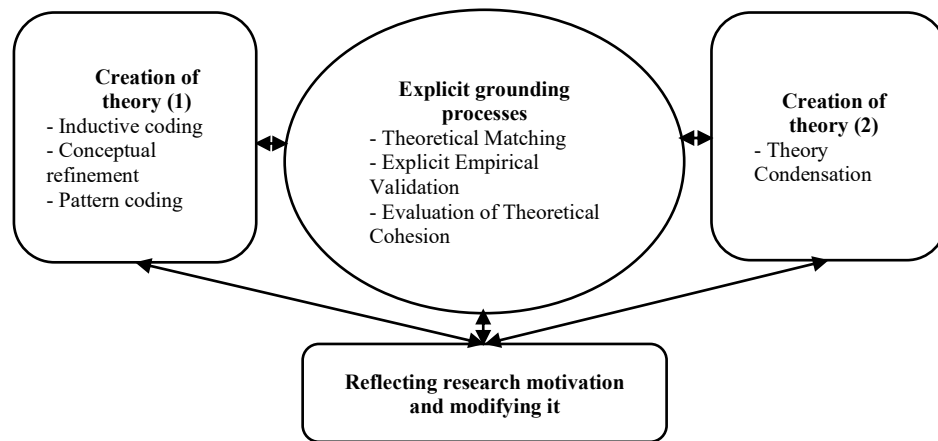 Creation of
theory (1)
- Inductive coding
- Conceptual
refinement
- Pattern coding
Explicit grounding
processes
- Theoretical Matching
- Explicit Empirical
Validation
- Evaluation of Theoretical
Cohesion
Creation of
theory (2)
- Theory
Condensation
Reflecting research motivation
and modifying it